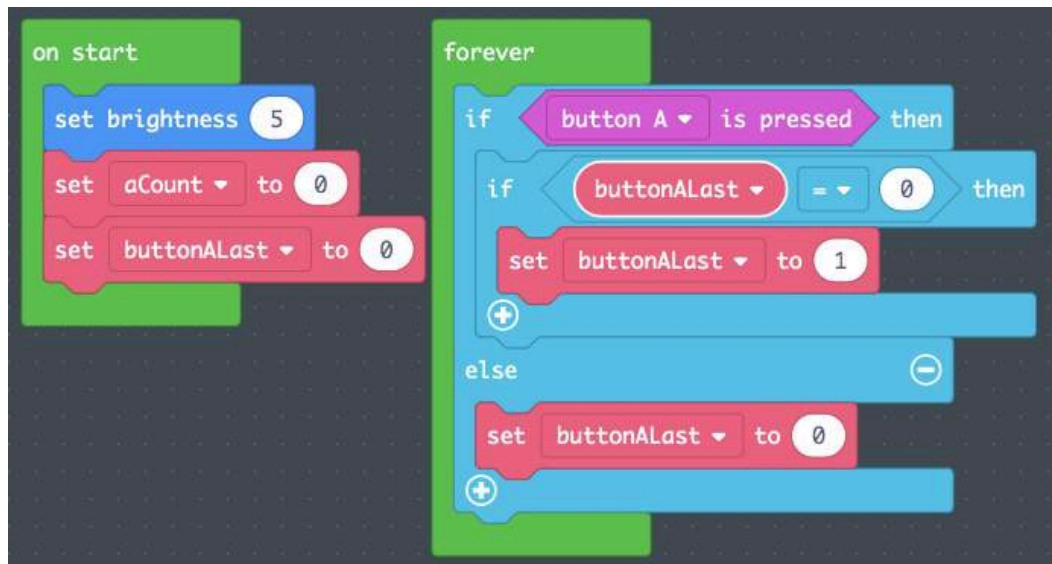 on start
set brightness 5
set aCount to 0
set buttonALast to 0
forever
if button A is pressed then
if buttonALast = 0 then
set buttonALast to 1
else
set buttonALast to 0